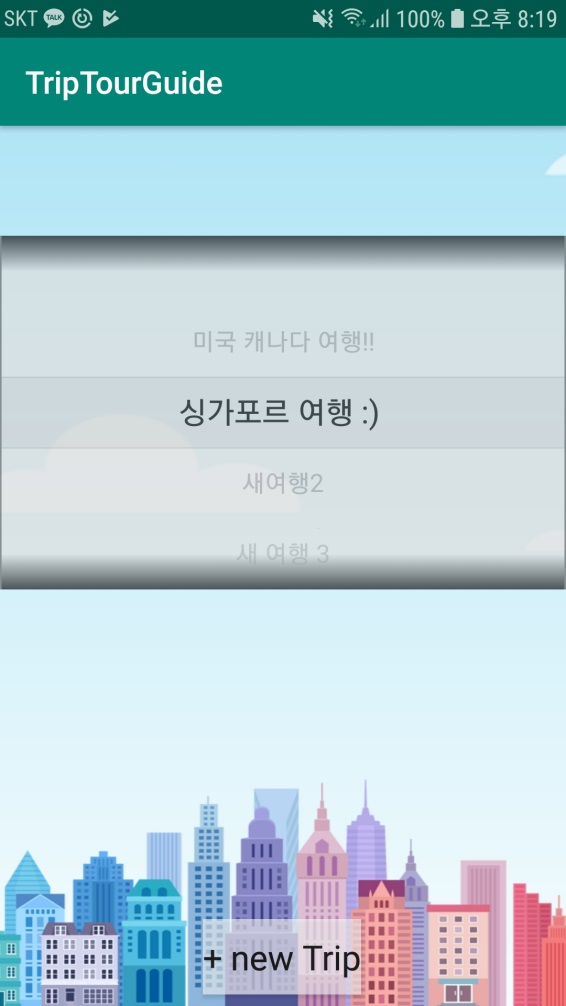 SKT TALK 100% 오후 8:19
TripTourGuide
미국 캐나다 여행!!
싱가포르 여행 :)
새여행2
새 여행 3
+ new Trip